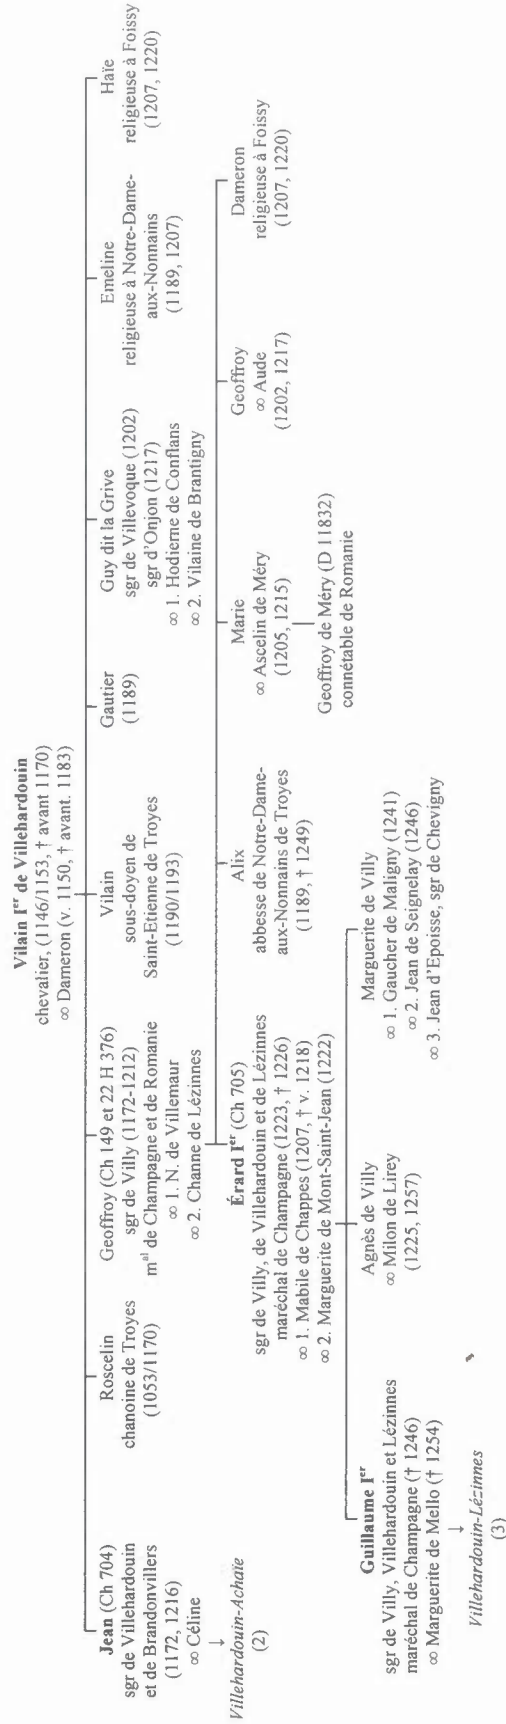 Vilain Iᵉʳ de Villehardouin
chevalier, (1146/1153, † avant 1170)
∞ Dameron (v. 1150, † avant. 1183)
Jean (Ch 704)
sgr de Villehardouin
et de Brandonvillers
(1172, 1216)
∞ Céline
↓
Villehardouin-Achaïe
(2)
Roscelin
chanoine de Troyes
(1053/1170)
Geoffroy (Ch 149 et 22 H 376)
sgr de Villy (1172-1212)
mᵃˡ de Champagne et de Romanie
∞ 1. N. de Villemaur
∞ 2. Channe de Lézinnes
Vilain
sous-doyen de
Saint-Etienne de Troyes
(1190/1193)
Gautier
(1189)
Guy dit la Grive
sgr de Villevoque (1202)
sgr d'Onjon (1217)
∞ 1. Hodierne de Conflans
∞ 2. Vilaine de Brantigny
Emeline
religieuse à Notre-Dame-
aux-Nonnains
(1189, 1207)
Haïe
religieuse à Foissy
(1207, 1220)
Érard Iᵉʳ (Ch 705)
sgr de Villy, de Villehardouin et de Lézinnes
maréchal de Champagne (1223, † 1226)
∞ 1. Mabile de Chappes (1207, † v. 1218)
∞ 2. Marguerite de Mont-Saint-Jean (1222)
Alix
abbesse de Notre-Dame-
aux-Nonnains de Troyes
(1189, † 1249)
Marie
∞ Ascelin de Méry
(1205, 1215)
Geoffroy de Méry (D 11832)
connétable de Romanie
Geoffroy
∞ Aude
(1202, 1217)
Dameron
religieuse à Foissy
(1207, 1220)
Guillaume Iᵉʳ
sgr de Villy, Villehardouin et Lézinnes
maréchal de Champagne († 1246)
∞ Marguerite de Mello († 1254)
↓
Villehardouin-Lézinnes
(3)
Agnès de Villy
∞ Milon de Lirey
(1225, 1257)
Marguerite de Villy
∞ 1. Gaucher de Maligny (1241)
∞ 2. Jean de Seignelay (1246)
∞ 3. Jean d'Epoisse, sgr de Chevigny